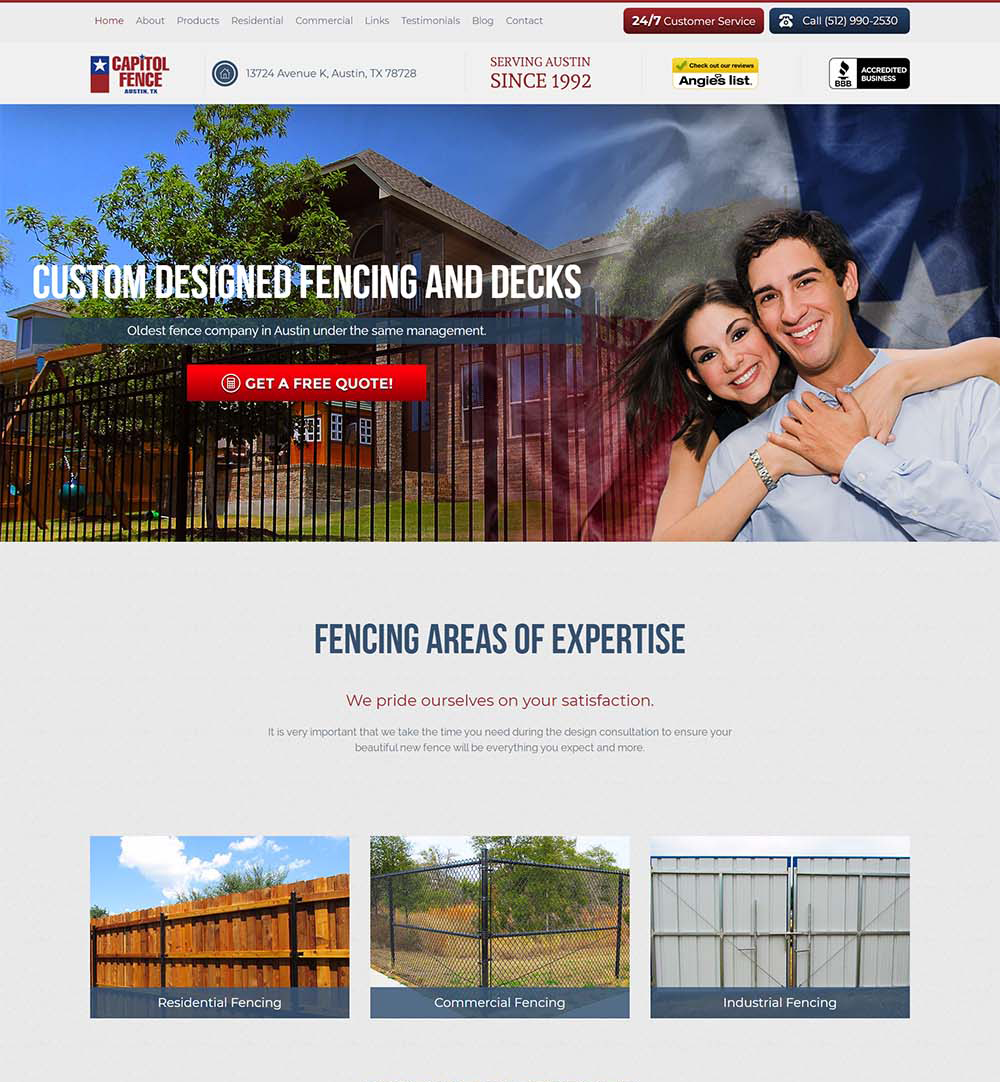 Home About Products Residential Commercial Links Testimonials Blog Contact
24/7 Customer Service
Call (512) 990-2530
CAPITOL
FENCE
AUSTIN, TX
13724 Avenue K, Austin, TX 78728
SERVING AUSTIN
SINCE 1992
Check out our reviews
Angie's list.
BBB
ACCREDITED
BUSINESS
CUSTOM DESIGNED FENCING AND DECKS
Oldest fence company in Austin under the same management.
GET A FREE QUOTE!
FENCING AREAS OF EXPERTISE
We pride ourselves on your satisfaction.
It is very important that we take the time you need during the design consultation to ensure your
beautiful new fence will be everything you expect and more.
Residential Fencing
Commercial Fencing
Industrial Fencing